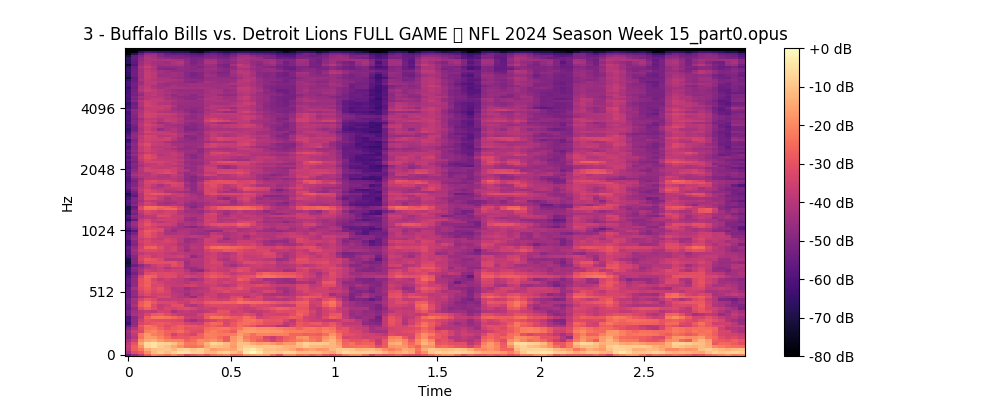 3 - Buffalo Bills vs. Detroit Lions FULL GAME ▯ NFL 2024 Season Week 15_part0.opus
+0 dB
4096
-10 dB
-20 dB
2048
-30 dB
Hz
-40 dB
1024
-50 dB
512
-60 dB
-70 dB
0
-80 dB
0 0.5 1 1.5 2 2.5
Time